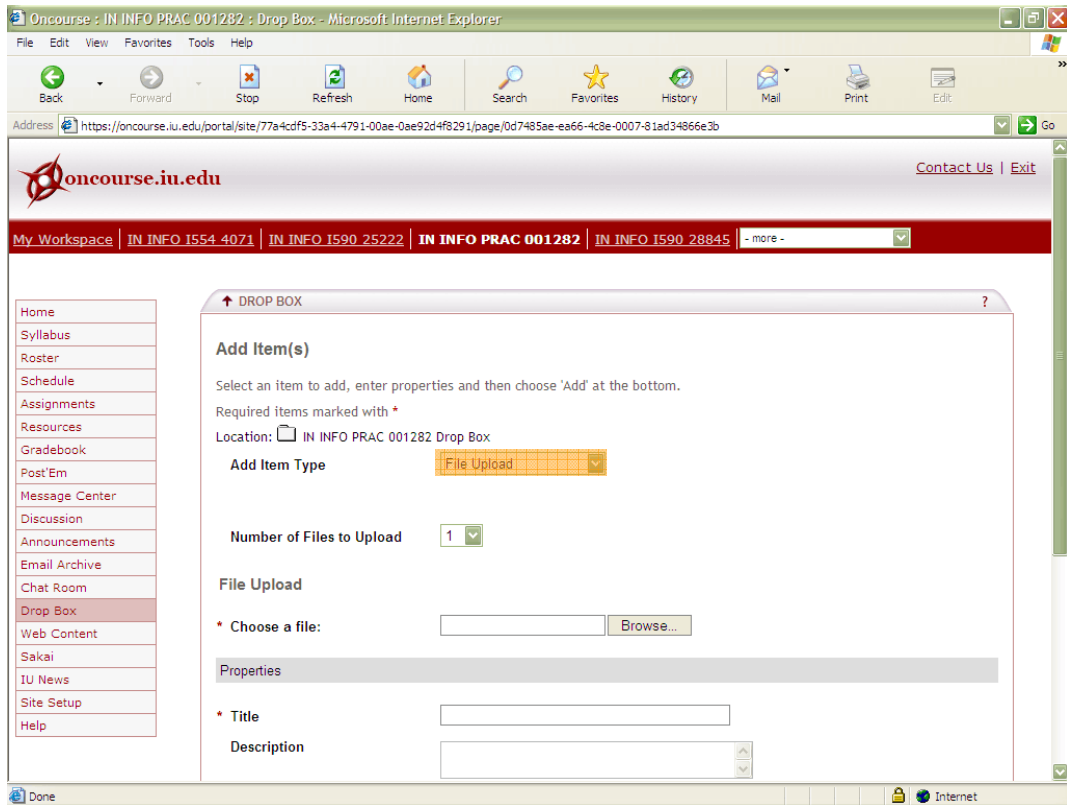 Oncourse : IN INFO PRAC 001282 : Drop Box - Microsoft Internet Explorer
File Edit View Favorites Tools Help
Back Forward Stop Refresh Home Search Favorites History Mail Print Edit
Address https://oncourse.iu.edu/portal/site/77a4cdf5-33a4-4791-00ae-0ae92d4f8291/page/0d7485ae-ea66-4c8e-0007-81ad34866e3b Go
oncourse.iu.edu
Contact Us | Exit
My Workspace | IN INFO I554 4071 | IN INFO I590 25222 | IN INFO PRAC 001282 | IN INFO I590 28845 | - more -
Home
Syllabus
Roster
Schedule
Assignments
Resources
Gradebook
Post'Em
Message Center
Discussion
Announcements
Email Archive
Chat Room
Drop Box
Web Content
Sakai
IU News
Site Setup
Help
DROP BOX ?
Add Item(s)
Select an item to add, enter properties and then choose 'Add' at the bottom.
Required items marked with *
Location: IN INFO PRAC 001282 Drop Box
Add Item Type File Upload
Number of Files to Upload 1
File Upload
* Choose a file: Browse...
Properties
* Title
Description
Done Internet